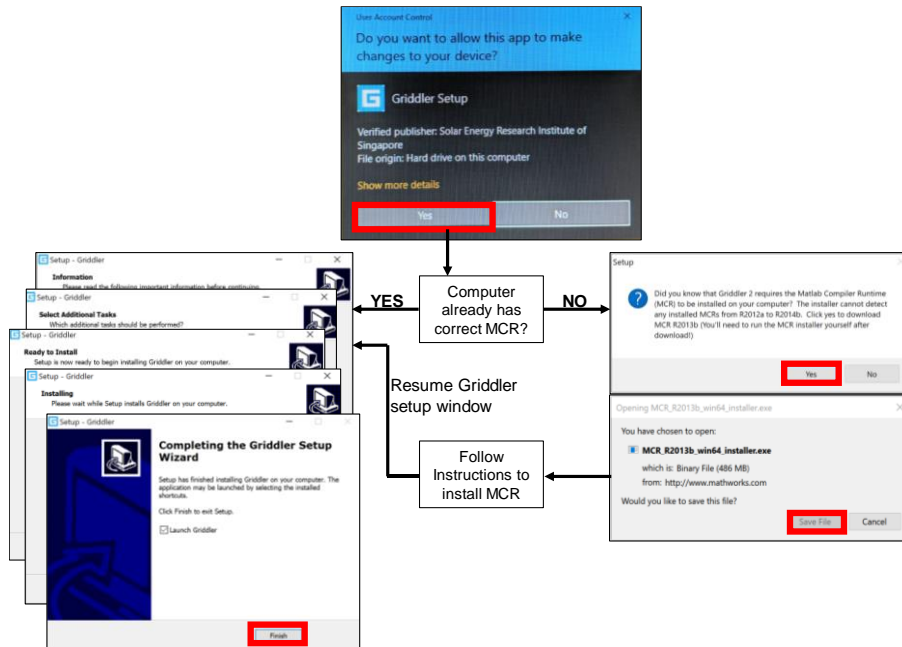 User Account Control
Do you want to allow this app to make
changes to your device?
Griddler Setup
Verified publisher: Solar Energy Research Institute of
Singapore
File origin: Hard drive on this computer
Show more details
Yes
No
Computer
already has
correct MCR?
YES
NO
Setup - Griddler
Information
Please read the following important information before continuing.
Setup - Griddler
Select Additional Tasks
Which additional tasks should be performed?
Setup - Griddler
Ready to Install
Setup is now ready to begin installing Griddler on your computer.
Setup - Griddler
Installing
Please wait while Setup installs Griddler on your computer.
Setup - Griddler
Completing the Griddler Setup
Wizard
Setup has finished installing Griddler on your computer. The
application may be launched by selecting the installed
shortcuts.
Click Finish to exit Setup.
Launch Griddler
Finish
Resume Griddler
setup window
Follow
Instructions to
install MCR
Setup
Did you know that Griddler 2 requires the Matlab Compiler Runtime
(MCR) to be installed on your computer? The installer cannot detect
any installed MCRs from R2012a to R2014b. Click yes to download
MCR R2013b (You'll need to run the MCR installer yourself after
download!)
Yes
No
Opening MCR_R2013b_win64_installer.exe
You have chosen to open:
MCR_R2013b_win64_installer.exe
which is: Binary File (486 MB)
from: http://www.mathworks.com
Would you like to save this file?
Save File
Cancel